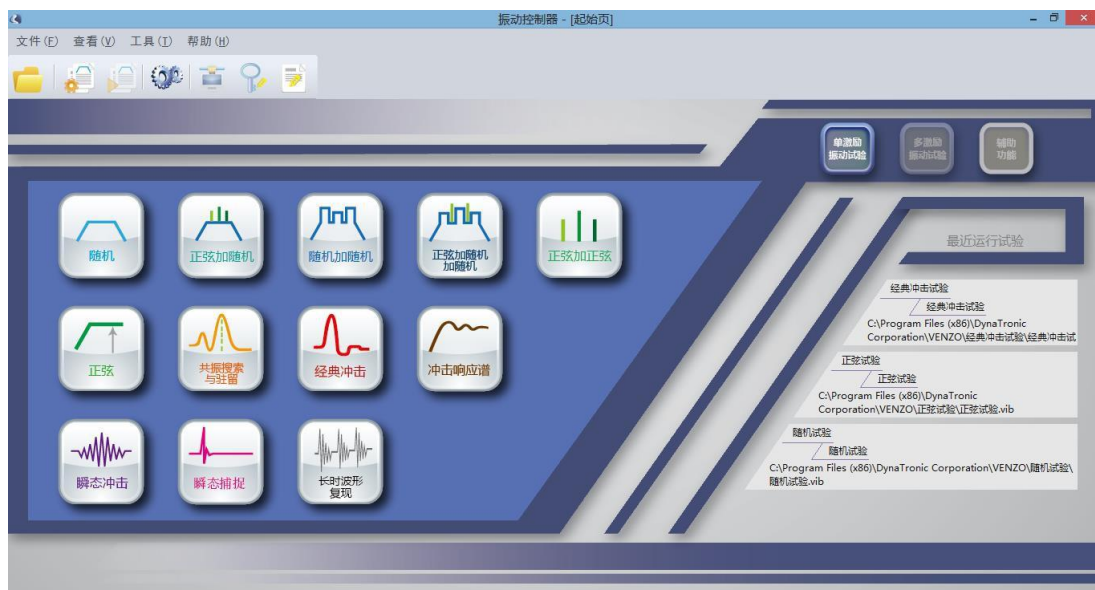 振动控制器 - [起始页]
文件(F) 查看(V) 工具(T) 帮助(H)
单激励
振动试验
多激励
振动试验
辅助
功能
随机
正弦加随机
随机加随机
正弦加随机
加随机
正弦加正弦
正弦
共振搜索
与驻留
经典冲击
冲击响应谱
瞬态冲击
瞬态捕捉
长时波形
复现
最近运行试验
经典冲击试验
经典冲击试验
C:\Program Files (x86)\DynaTronic
Corporation\VENZO\经典冲击试验\经典冲击试
正弦试验
正弦试验
C:\Program Files (x86)\DynaTronic
Corporation\VENZO\正弦试验\正弦试验.vib
随机试验
随机试验
C:\Program Files (x86)\DynaTronic Corporation\VENZO\随机试验\
随机试验.vib